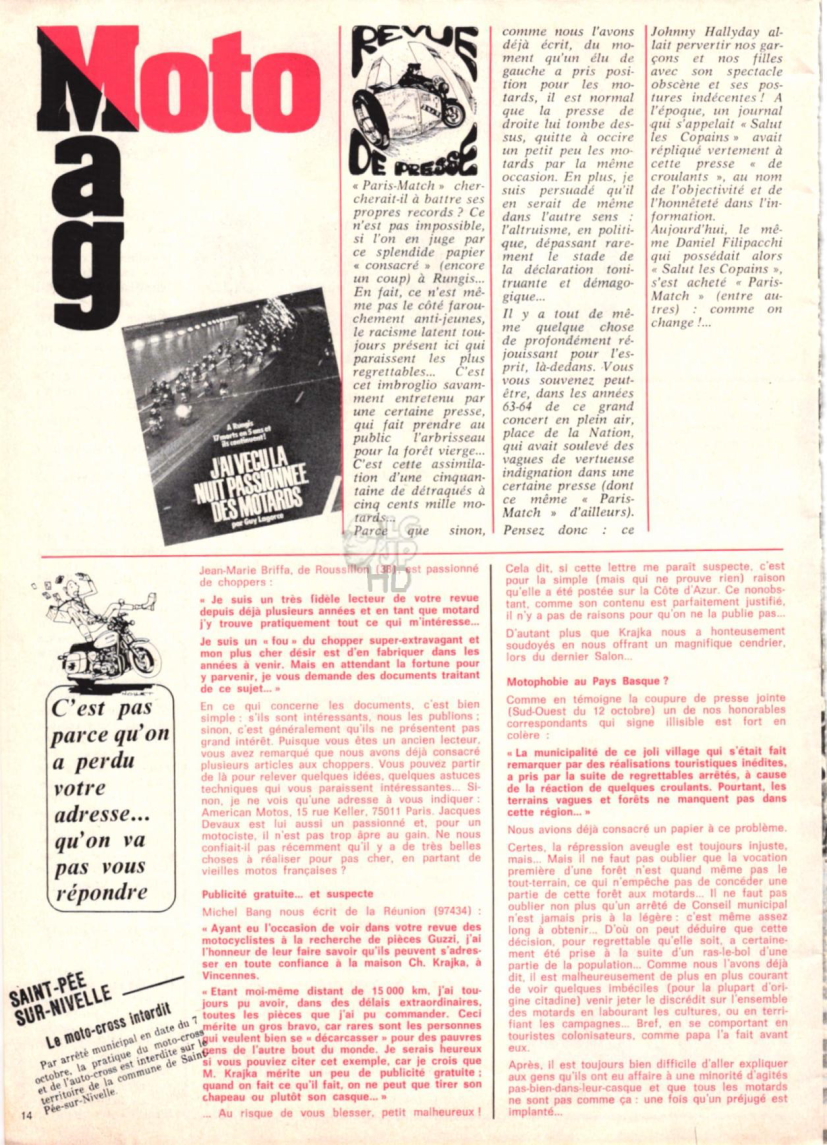 Moto
Mag
REVUE
DE PRESSE
« Paris-Match » cher-
cherait-il à battre ses
propres records ? Ce
n'est pas impossible,
si l'on en juge par
ce splendide papier
« consacré » (encore
un coup) à Rungis...
En fait, ce n'est mê-
me pas le côté farou-
chement anti-jeunes,
le racisme latent tou-
jours présent ici qui
paraissent les plus
regrettables... C'est
cet imbroglio savam-
ment entretenu par
une certaine presse,
qui fait prendre au
public l'arbrisseau
pour la forêt vierge...
C'est cette assimila-
tion d'une cinquan-
taine de détraqués à
cinq cents mille mo-
tards...
Parce que sinon,
comme nous l'avons
déjà écrit, du mo-
ment qu'un élu de
gauche a pris posi-
tion pour les mo-
tards, il est normal
que la presse de
droite lui tombe des-
sus, quitte à occire
un petit peu les mo-
tards par la même
occasion. En plus, je
suis persuadé qu'il
en serait de même
dans l'autre sens :
l'altruisme, en politi-
que, dépassant rare-
ment le stade de
la déclaration toni-
truante et démago-
gique...
Il y a tout de mê-
me quelque chose
de profondément ré-
jouissant pour l'es-
prit, là-dedans. Vous
vous souvenez peut-
être, dans les années
63-64 de ce grand
concert en plein air,
place de la Nation,
qui avait soulevé des
vagues de vertueuse
indignation dans une
certaine presse (dont
ce même « Paris-
Match » d'ailleurs).
Pensez donc : ce
Johnny Hallyday al-
lait pervertir nos gar-
çons et nos filles
avec son spectacle
obscène et ses pos-
tures indécentes ! A
l'époque, un journal
qui s'appelait « Salut
les Copains » avait
répliqué vertement à
cette presse « de
croulants », au nom
de l'objectivité et de
l'honnêteté dans l'in-
formation.
Aujourd'hui, le mê-
me Daniel Filipacchi
qui possédait alors
« Salut les Copains »,
s'est acheté « Paris-
Match » (entre au-
tres) : comme on
change !...
A Rungis
17 morts en 5 ans et
ils continuent !
J'AI VECU LA
NUIT PASSIONNEE
DES MOTARDS
par Guy Lagorce
LC
JP
HD
C'est pas
parce qu'on
a perdu
votre
adresse...
qu'on va
pas vous
répondre
SAINT-PÉE
SUR-NIVELLE
Le moto-cross interdit
Par arrêté municipal en date du 7
octobre, la pratique du moto-cross
et de l'auto-cross est interdite sur le
territoire de la commune de Saint-
Pée-sur-Nivelle.
14
Jean-Marie Briffa, de Roussillon (38), est passionné
de choppers :
« Je suis un très fidèle lecteur de votre revue
depuis déjà plusieurs années et en tant que motard
j'y trouve pratiquement tout ce qui m'intéresse...
Je suis un « fou » du chopper super-extravagant et
mon plus cher désir est d'en fabriquer dans les
années à venir. Mais en attendant la fortune pour
y parvenir, je vous demande des documents traitant
de ce sujet... »
En ce qui concerne les documents, c'est bien
simple : s'ils sont intéressants, nous les publions ;
sinon, c'est généralement qu'ils ne présentent pas
grand intérêt. Puisque vous êtes un ancien lecteur,
vous avez remarqué que nous avons déjà consacré
plusieurs articles aux choppers. Vous pouvez partir
de là pour relever quelques idées, quelques astuces
techniques qui vous paraissent intéressantes... Si-
non, je ne vois qu'une adresse à vous indiquer :
American Motos, 15 rue Keller, 75011 Paris. Jacques
Devaux est lui aussi un passionné et, pour un
motociste, il n'est pas trop âpre au gain. Ne nous
confiait-il pas récemment qu'il y a de très belles
choses à réaliser pour pas cher, en partant de
vieilles motos françaises ?
Publicité gratuite... et suspecte
Michel Bang nous écrit de la Réunion (97434) :
« Ayant eu l'occasion de voir dans votre revue des
motocyclistes à la recherche de pièces Guzzi, j'ai
l'honneur de leur faire savoir qu'ils peuvent s'adres-
ser en toute confiance à la maison Ch. Krajka, à
Vincennes.
« Etant moi-même distant de 15 000 km, j'ai tou-
jours pu avoir, dans des délais extraordinaires,
toutes les pièces que j'ai pu commander. Ceci
mérite un gros bravo, car rares sont les personnes
qui veulent bien se « décarcasser » pour des pauvres
gens de l'autre bout du monde. Je serais heureux
si vous pouviez citer cet exemple, car je crois que
M. Krajka mérite un peu de publicité gratuite ;
quand on fait ce qu'il fait, on ne peut que tirer son
chapeau ou plutôt son casque... »
... Au risque de vous blesser, petit malheureux !
Cela dit, si cette lettre me parait suspecte, c'est
pour la simple (mais qui ne prouve rien) raison
qu'elle a été postée sur la Côte d'Azur. Ce nonobs-
tant, comme son contenu est parfaitement justifié,
il n'y a pas de raisons pour qu'on ne la publie pas...
D'autant plus que Krajka nous a honteusement
soudoyés en nous offrant un magnifique cendrier,
lors du dernier Salon...
Motophobie au Pays Basque ?
Comme en témoigne la coupure de presse jointe
(Sud-Ouest du 12 octobre) un de nos honorables
correspondants qui signe illisible est fort en
colère :
« La municipalité de ce joli village qui s'était fait
remarquer par des réalisations touristiques inédites,
a pris par la suite de regrettables arrêtés, à cause
de la réaction de quelques croulants. Pourtant, les
terrains vagues et forêts ne manquent pas dans
cette région... »
Nous avions déjà consacré un papier à ce problème.
Certes, la répression aveugle est toujours injuste,
mais... Mais il ne faut pas oublier que la vocation
première d'une forêt n'est quand même pas le
tout-terrain, ce qui n'empêche pas de concéder une
partie de cette forêt aux motards... Il ne faut pas
oublier non plus qu'un arrêté de Conseil municipal
n'est jamais pris à la légère : c'est même assez
long à obtenir... D'où on peut déduire que cette
décision, pour regrettable qu'elle soit, a certaine-
ment été prise à la suite d'un ras-le-bol d'une
partie de la population... Comme nous l'avons déjà
dit, il est malheureusement de plus en plus courant
de voir quelques imbéciles (pour la plupart d'ori-
gine citadine) venir jeter le discrédit sur l'ensemble
des motards en labourant les cultures, ou en terri-
fiant les campagnes... Bref, en se comportant en
touristes colonisateurs, comme papa l'a fait avant
eux.
Après, il est toujours bien difficile d'aller expliquer
aux gens qu'ils ont eu affaire à une minorité d'agités
pas-bien-dans-leur-casque et que tous les motards
ne sont pas comme ça : une fois qu'un préjugé est
implanté...